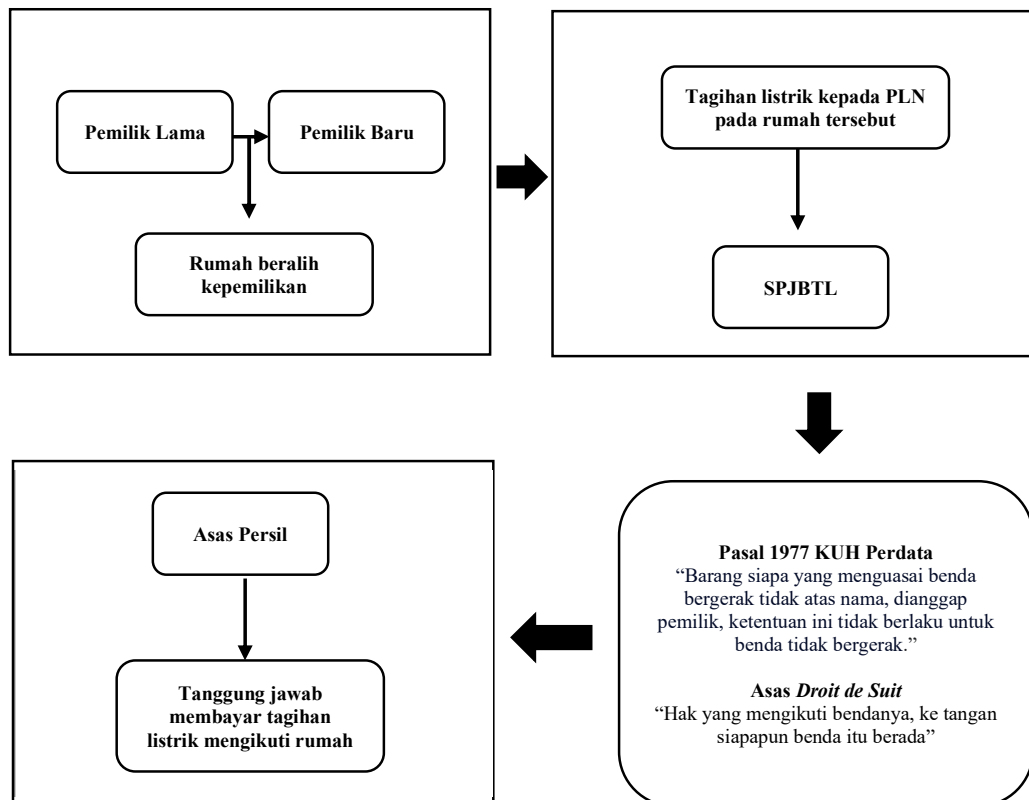 Pemilik Lama
Pemilik Baru
Rumah beralih
kepemilikan
Tagihan listrik kepada PLN
pada rumah tersebut
SPJBTL
Pasal 1977 KUH Perdata
“Barang siapa yang menguasai benda
bergerak tidak atas nama, dianggap
pemilik, ketentuan ini tidak berlaku untuk
benda tidak bergerak.”
Asas Droit de Suit
“Hak yang mengikuti bendanya, ke tangan
siapapun benda itu berada”
Asas Persil
Tanggung jawab
membayar tagihan
listrik mengikuti rumah